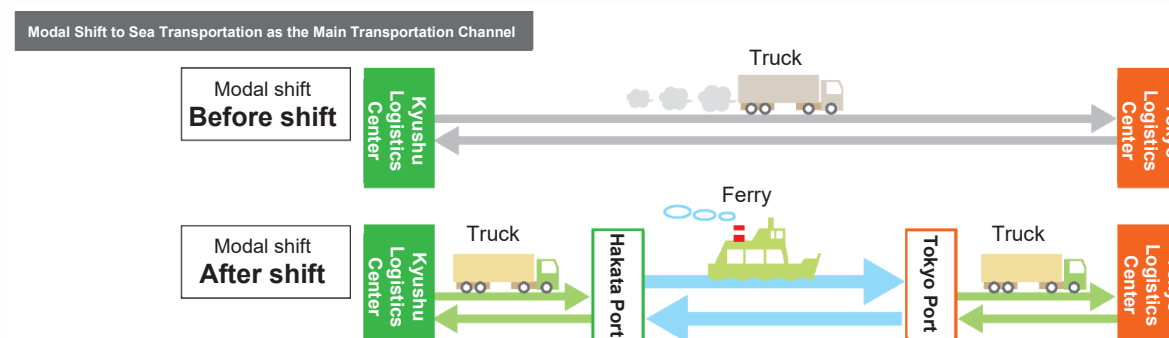 Modal Shift to Sea Transportation as the Main Transportation Channel
Truck
Modal shift
Before shift
Kyushu
Logistics
Center
Logistics
Center
Ferry
Modal shift
After shift
Kyushu
Logistics
Center
Truck
Hakata Port
Tokyo Port
Truck
Logistics
Center